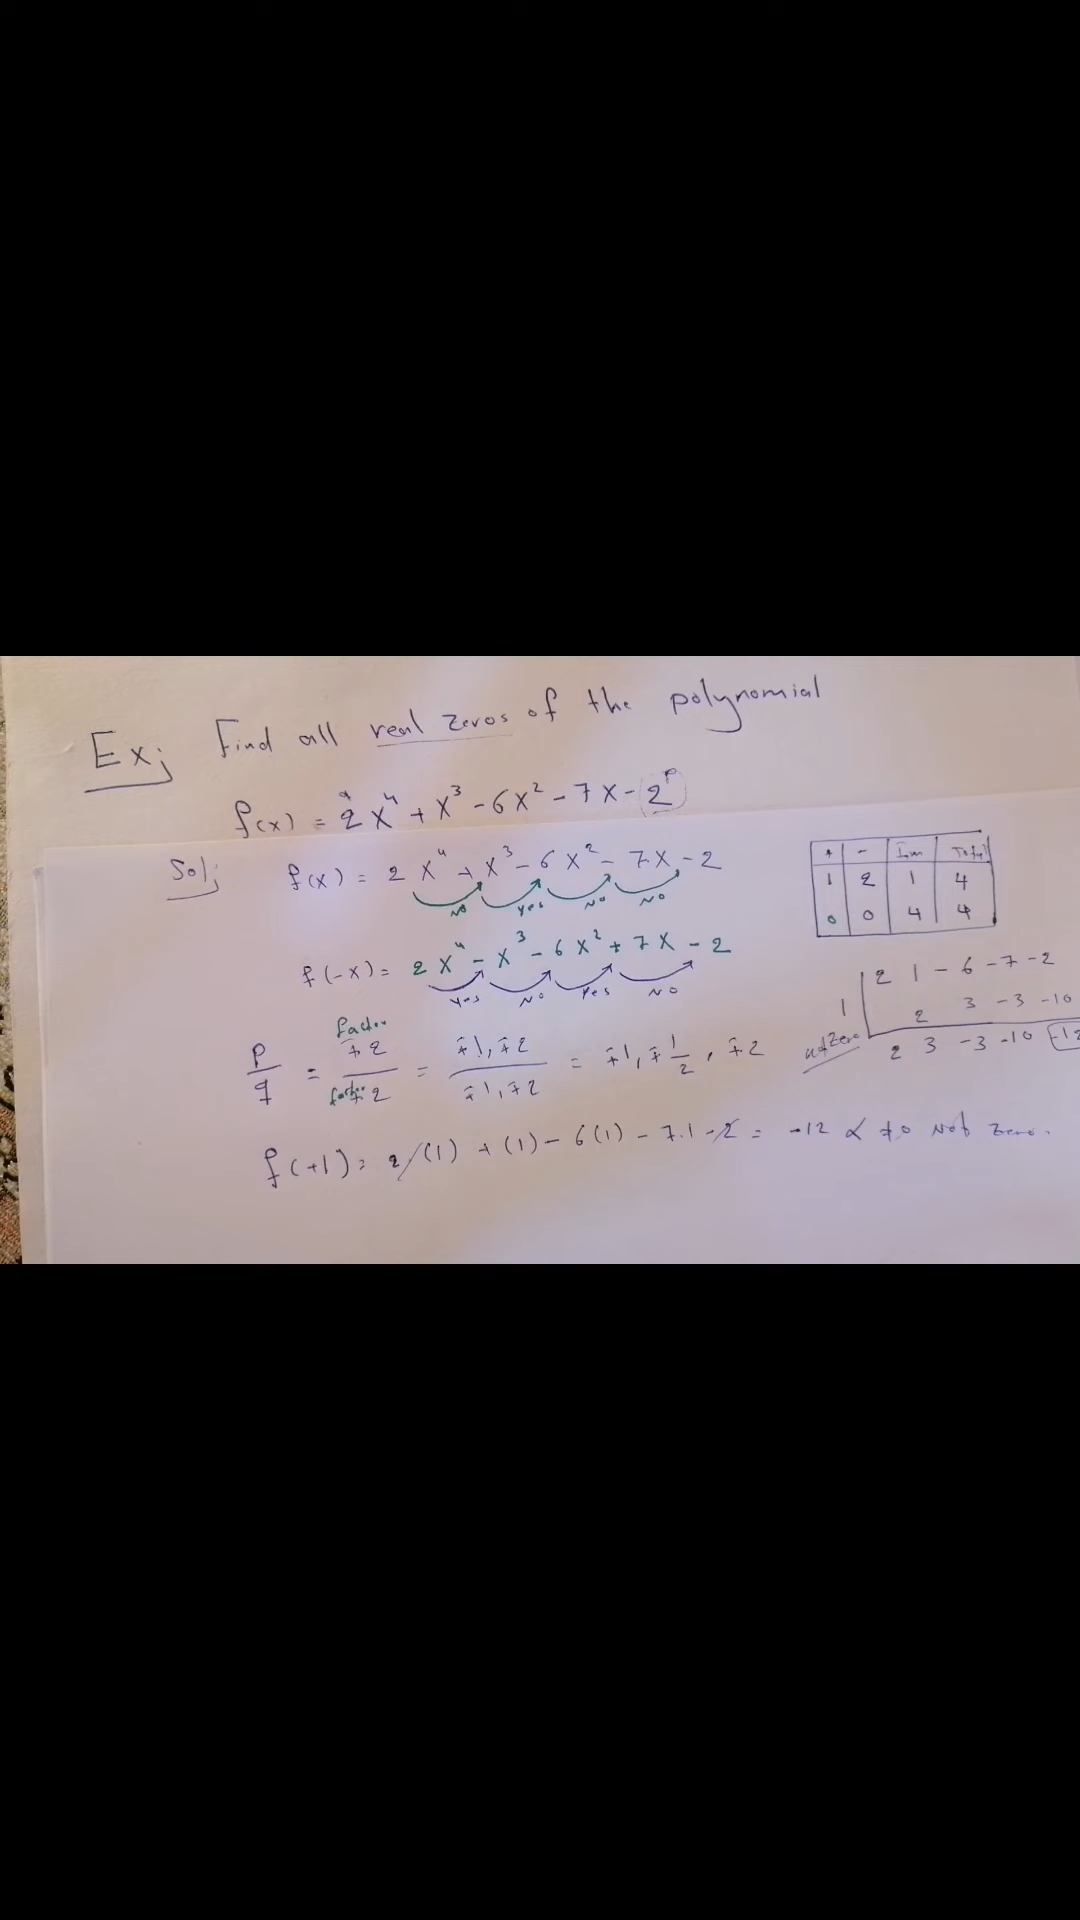 Ex; Find all real zeros of the polynomial
f(x) = 2x⁴ + x³ - 6x² - 7x - 2
q
p
Sol; f(x) = 2x⁴ + x³ - 6x² - 7x - 2
No Yes No No
+ - Im Total
1 2 1 4
0 0 4 4
f(-x) = 2x⁴ - x³ - 6x² + 7x - 2
Yes No Yes No
1 | 2 1 -6 -7 -2
2 3 -3 -10
not Zero 2 3 -3 -10 -12
p/q = factor ∓2 / factor ∓2 = ∓1, ∓2 / ∓1, ∓2 = ∓1, ∓1/2, ∓2
f(+1) = 2(1) + (1) - 6(1) - 7.1 - 2 = -12 ≠0 Not Zero.